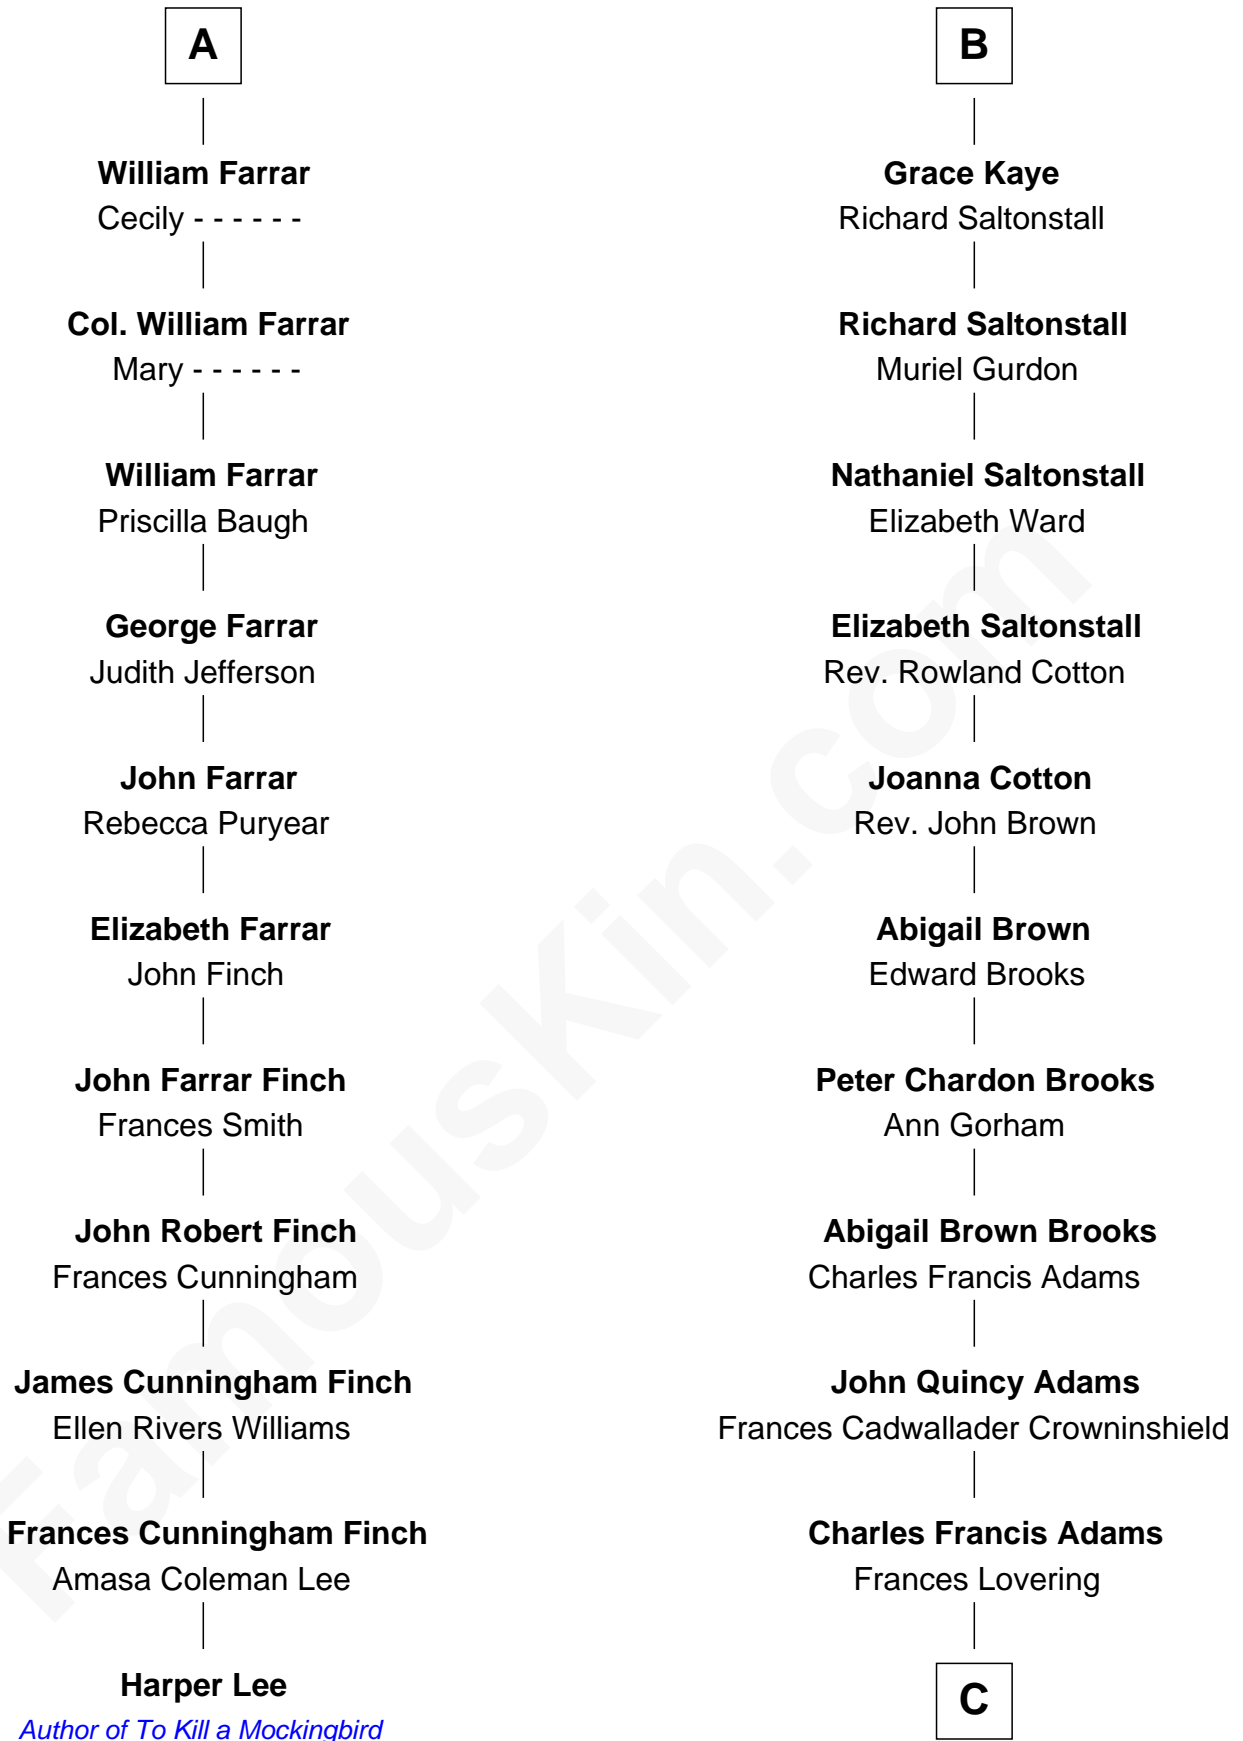 A
William Farrar
Cecily - - - - - -
Col. William Farrar
Mary - - - - - -
William Farrar
Priscilla Baugh
George Farrar
Judith Jefferson
John Farrar
Rebecca Puryear
Elizabeth Farrar
John Finch
John Farrar Finch
Frances Smith
John Robert Finch
Frances Cunningham
James Cunningham Finch
Ellen Rivers Williams
Frances Cunningham Finch
Amasa Coleman Lee
Harper Lee
Author of To Kill a Mockingbird
B
Grace Kaye
Richard Saltonstall
Richard Saltonstall
Muriel Gurdon
Nathaniel Saltonstall
Elizabeth Ward
Elizabeth Saltonstall
Rev. Rowland Cotton
Joanna Cotton
Rev. John Brown
Abigail Brown
Edward Brooks
Peter Chardon Brooks
Ann Gorham
Abigail Brown Brooks
Charles Francis Adams
John Quincy Adams
Frances Cadwallader Crowninshield
Charles Francis Adams
Frances Lovering
C
FamousKin.com